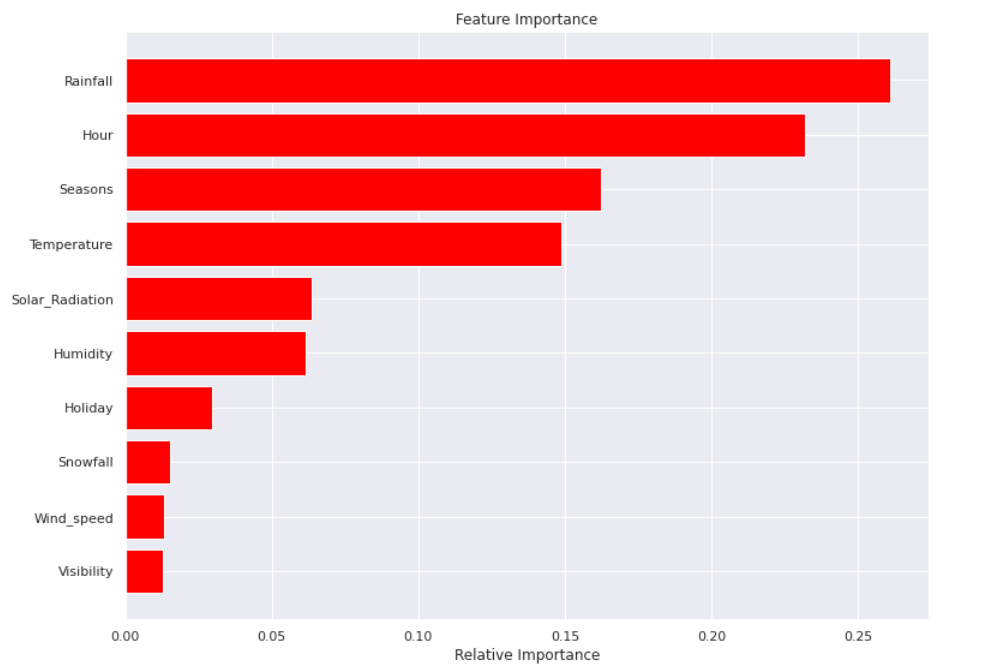 Feature Importance
Rainfall
Hour
Seasons
Temperature
Solar_Radiation
Humidity
Holiday
Snowfall
Wind_speed
Visibility
0.00 0.05 0.10 0.15 0.20 0.25
Relative Importance